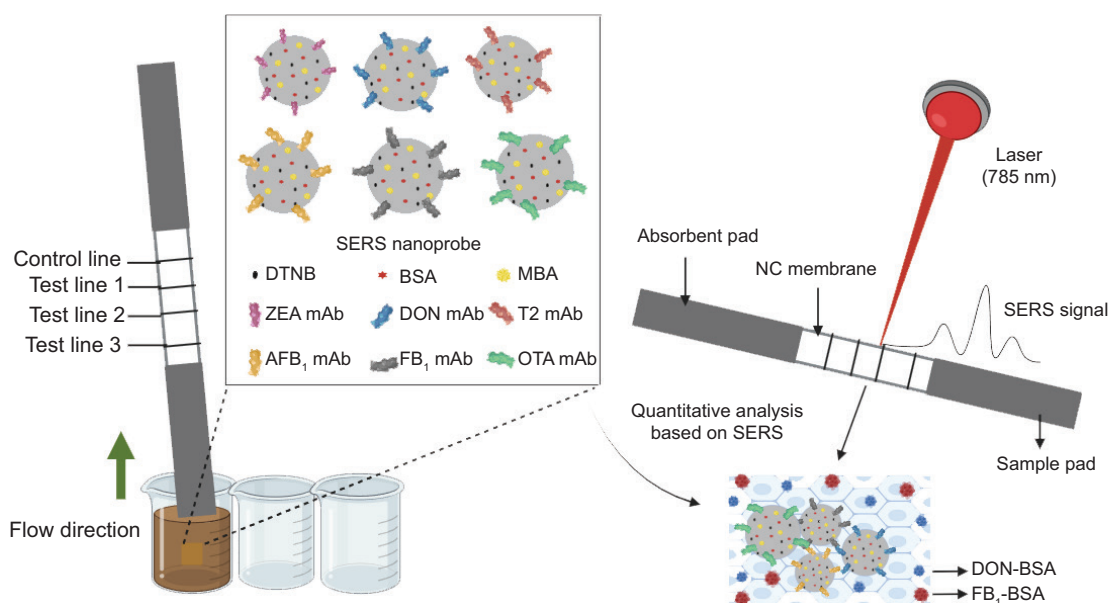 Control line
Test line 1
Test line 2
Test line 3
Flow direction
SERS nanoprobe
DTNB
BSA
MBA
ZEA mAb
DON mAb
T2 mAb
AFB₁ mAb
FB₁ mAb
OTA mAb
Laser
(785 nm)
Absorbent pad
NC membrane
SERS signal
Quantitative analysis
based on SERS
Sample pad
DON-BSA
FB₁-BSA